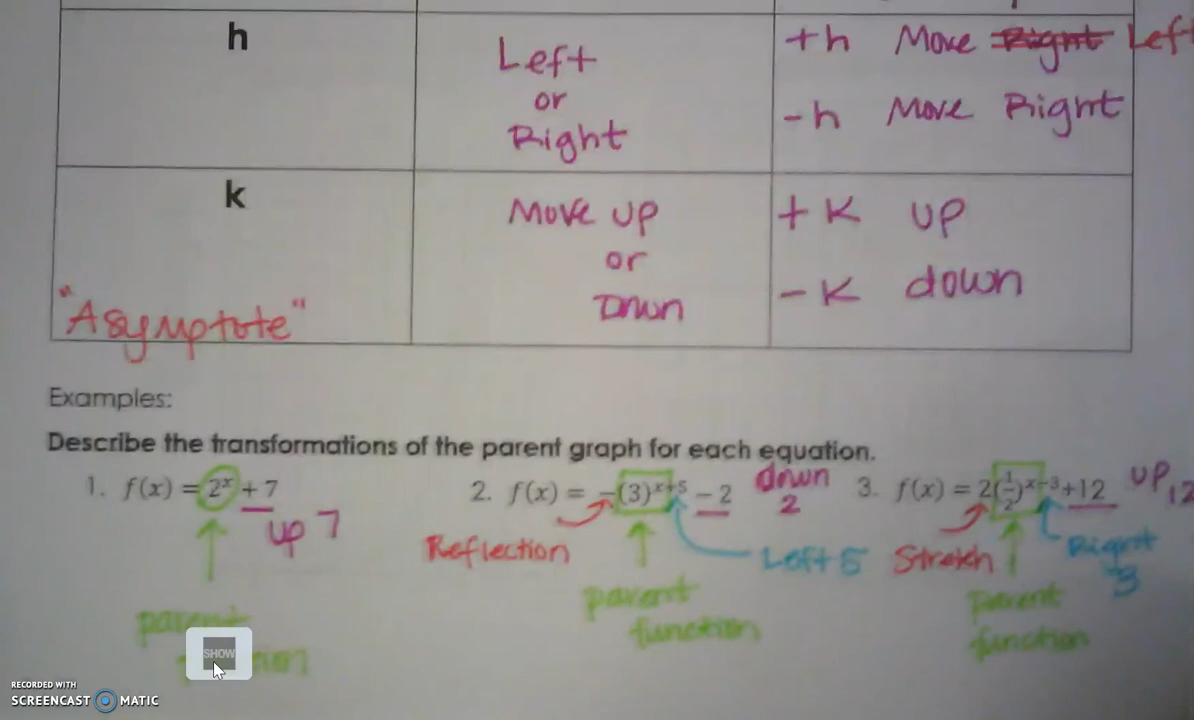 h
Left
or
Right
+h Move Right Left
-h Move Right
k
"Asymptote"
Move up
or
Down
+ K up
- K down
Examples:
Describe the transformations of the parent graph for each equation.
1. f(x) = 2^x + 7
up 7
parent
2. f(x) = -(3)^{x+5} - 2
down
2
Reflection
Left 5
parent
function
3. f(x) = 2(1/2)^{x-3} + 12
up 12
Stretch
Right
3
parent
function
SHOW
RECORDED WITH
SCREENCAST MATIC